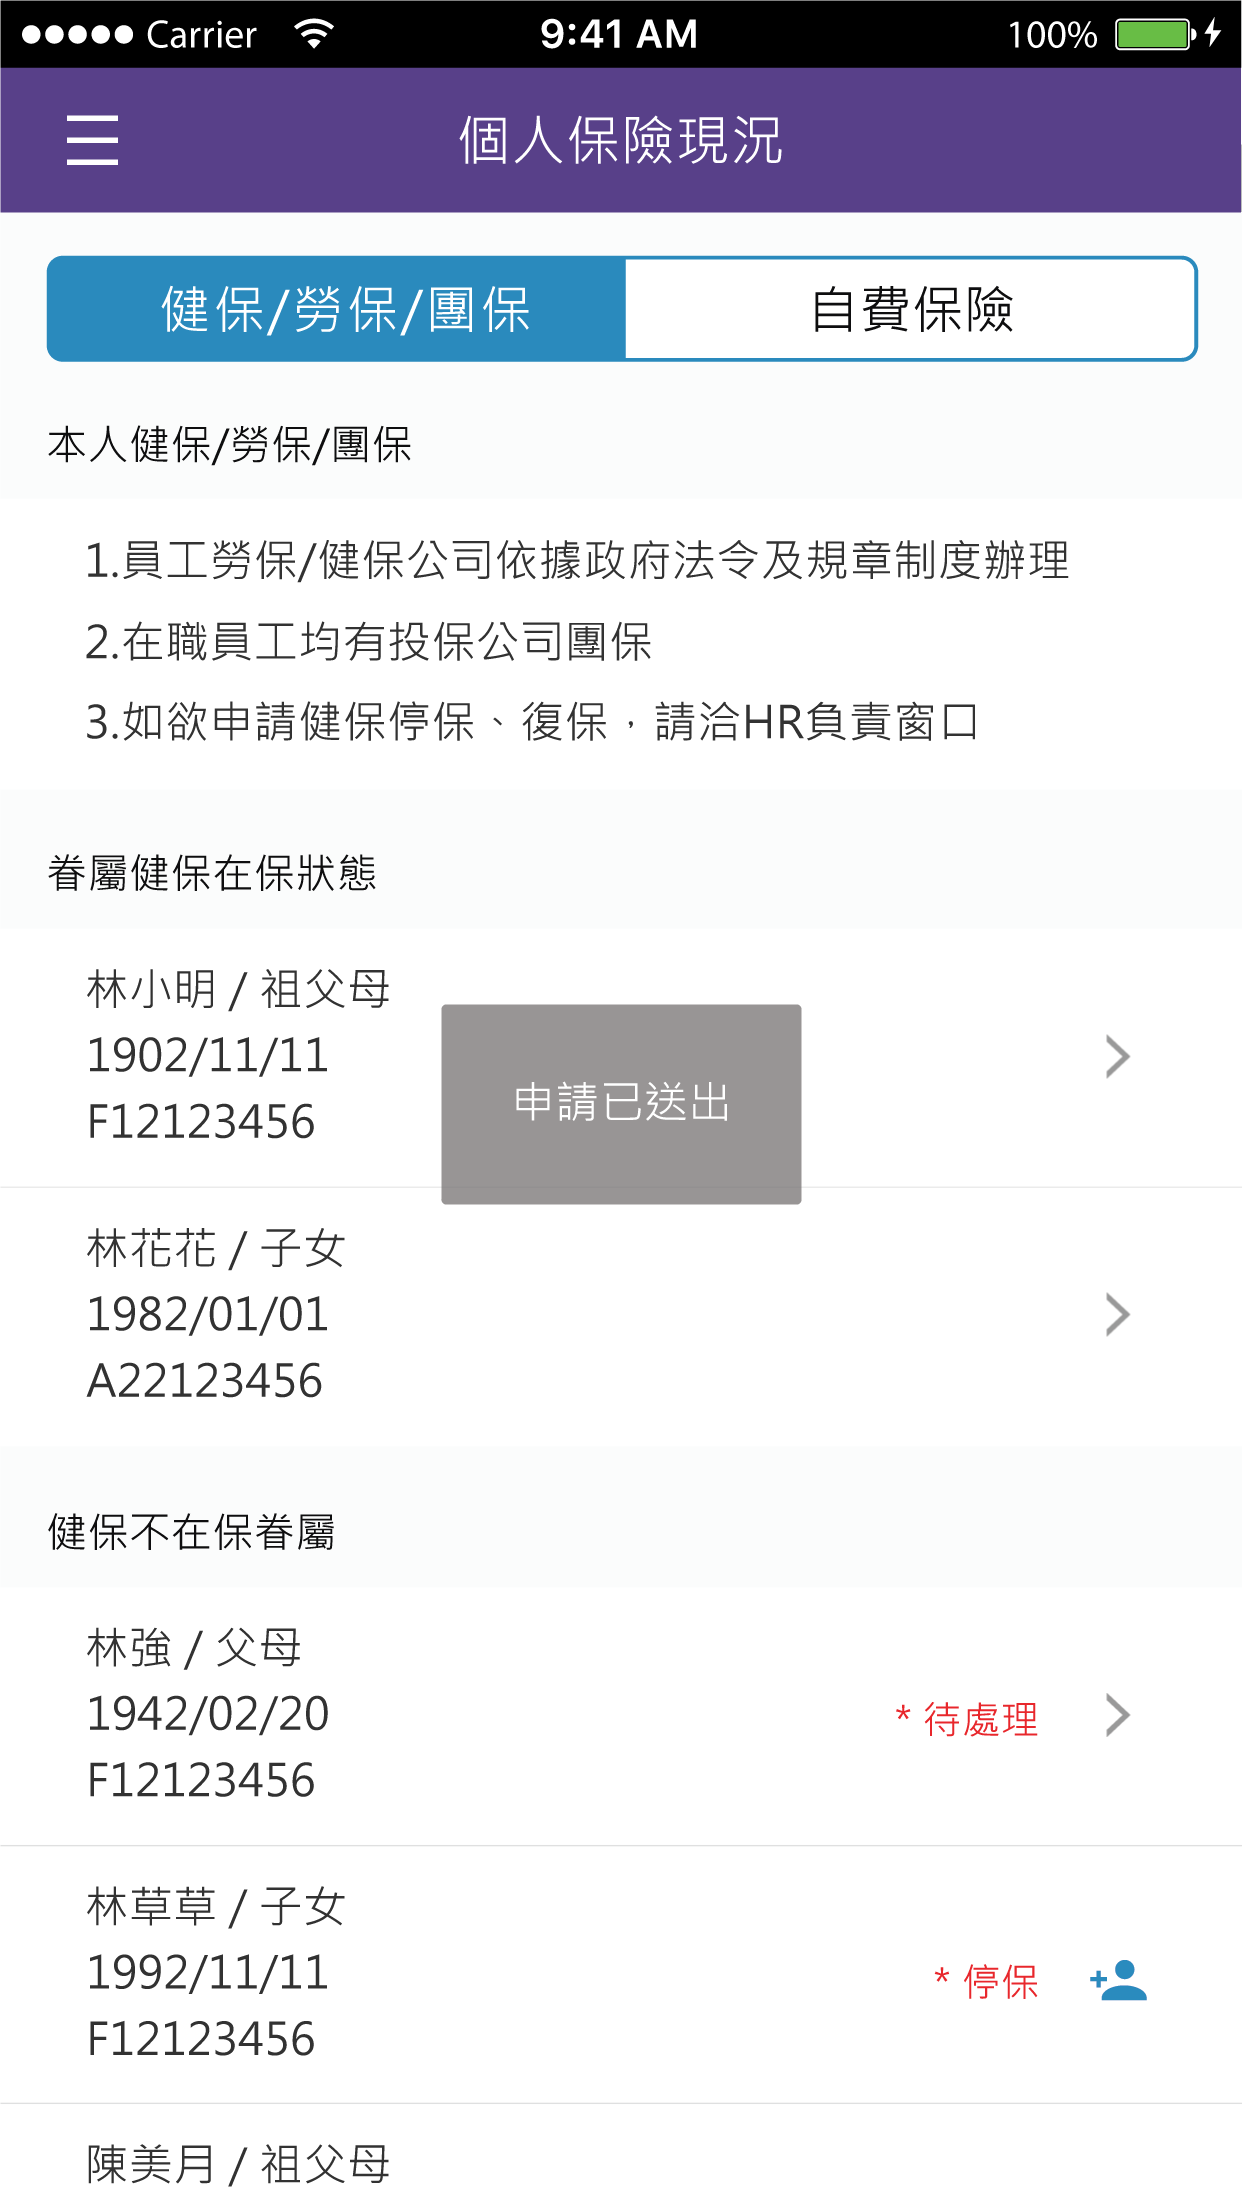 Carrier 9:41 AM 100%
個人保險現況
健保/勞保/團保 自費保險
本人健保/勞保/團保
1.員工勞保/健保公司依據政府法令及規章制度辦理
2.在職員工均有投保公司團保
3.如欲申請健保停保、復保，請洽HR負責窗口
眷屬健保在保狀態
林小明 / 祖父母
1902/11/11
申請已送出
F12123456
林花花 / 子女
1982/01/01
A22123456
健保不在保眷屬
林強 / 父母
1942/02/20
* 待處理
F12123456
林草草 / 子女
1992/11/11
* 停保
F12123456
陳美月 / 祖父母